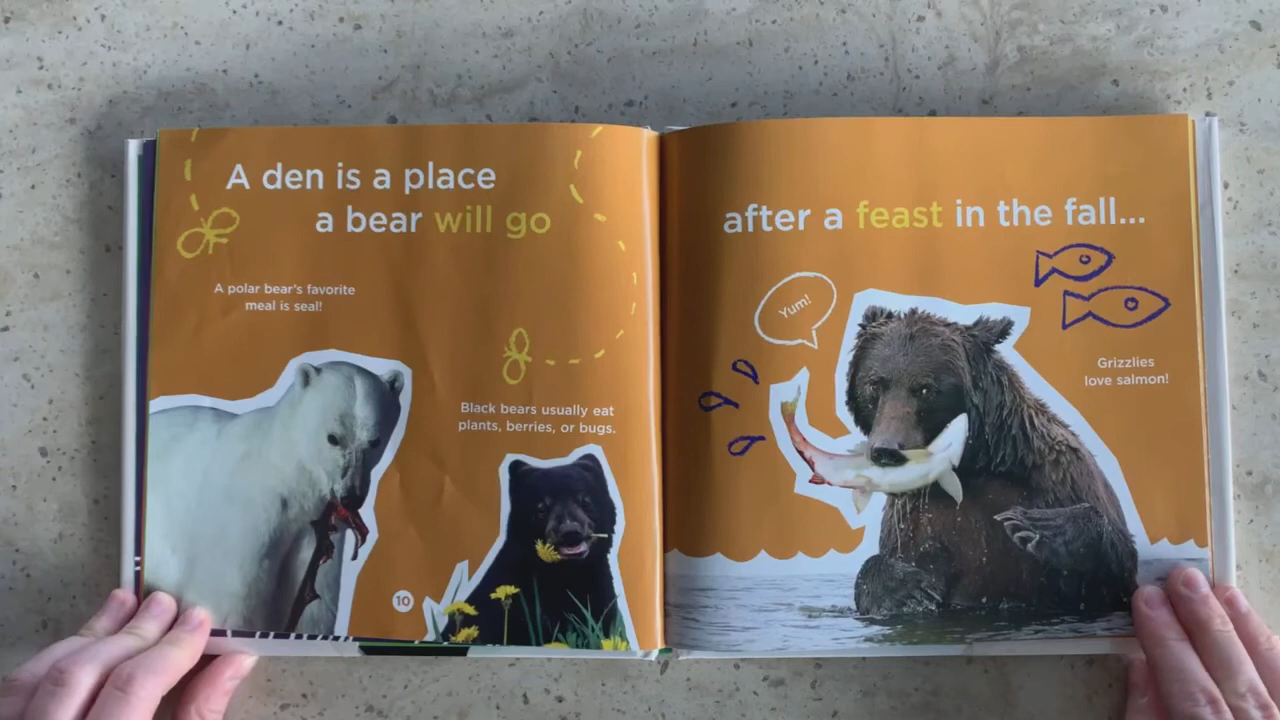 A den is a place
a bear will go
A polar bear's favorite
meal is seal!
Black bears usually eat
plants, berries, or bugs.
10
after a feast in the fall...
Yum!
Grizzlies
love salmon!